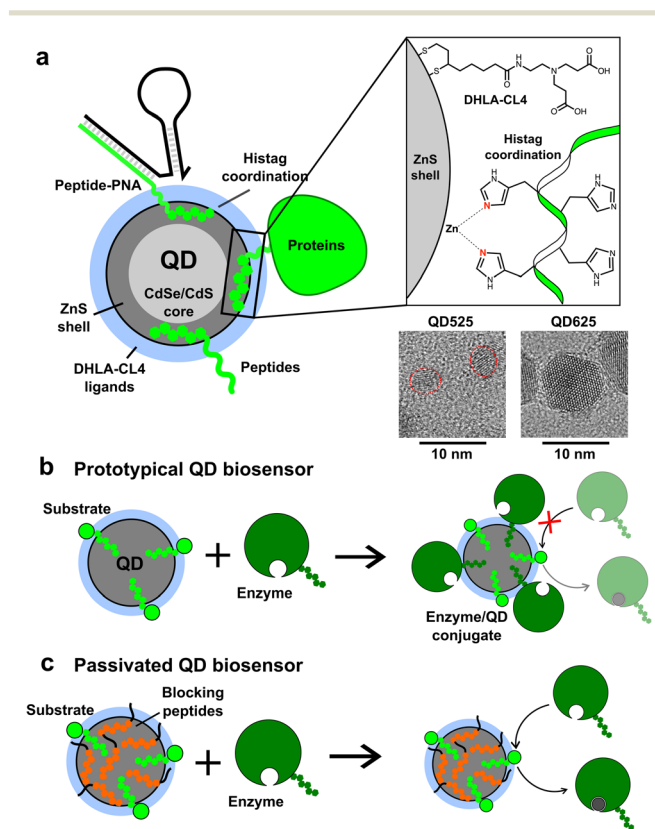 a
Peptide-PNA
Histag
coordination
Proteins
QD
CdSe/CdS
core
ZnS
shell
DHLA-CL4
ligands
Peptides
S
S
O
H
N
N
O
OH
O
OH
DHLA-CL4
ZnS
shell
Histag
coordination
H
N
N
Zn
N
N
H
H
N
N
N
N
H
QD525
QD625
10 nm
10 nm
b Prototypical QD biosensor
Substrate
QD
Enzyme
Enzyme/QD
conjugate
c Passivated QD biosensor
Blocking
peptides
Substrate
Enzyme